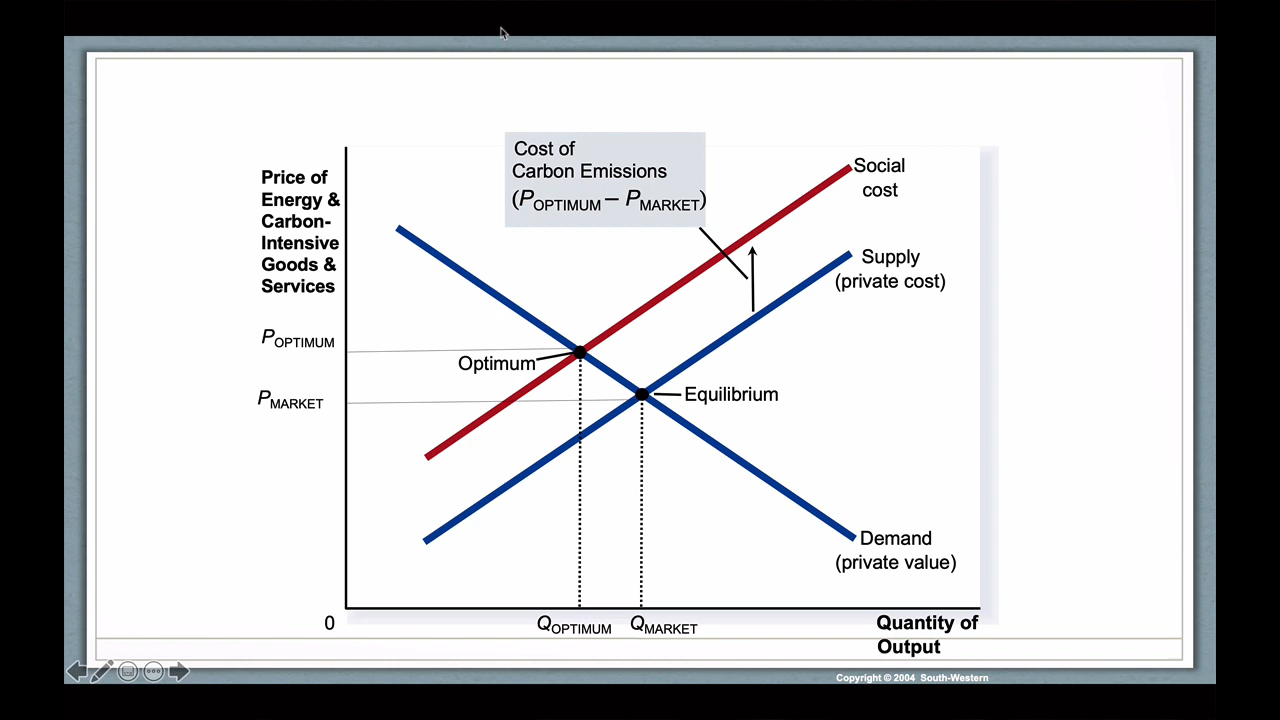 Cost of
Carbon Emissions
(POPTIMUM – PMARKET)
Price of
Energy &
Carbon-
Intensive
Goods &
Services
Social
cost
Supply
(private cost)
POPTIMUM
Optimum
PMARKET
Equilibrium
Demand
(private value)
0
QOPTIMUM
QMARKET
Quantity of
Output
Copyright © 2004 South-Western